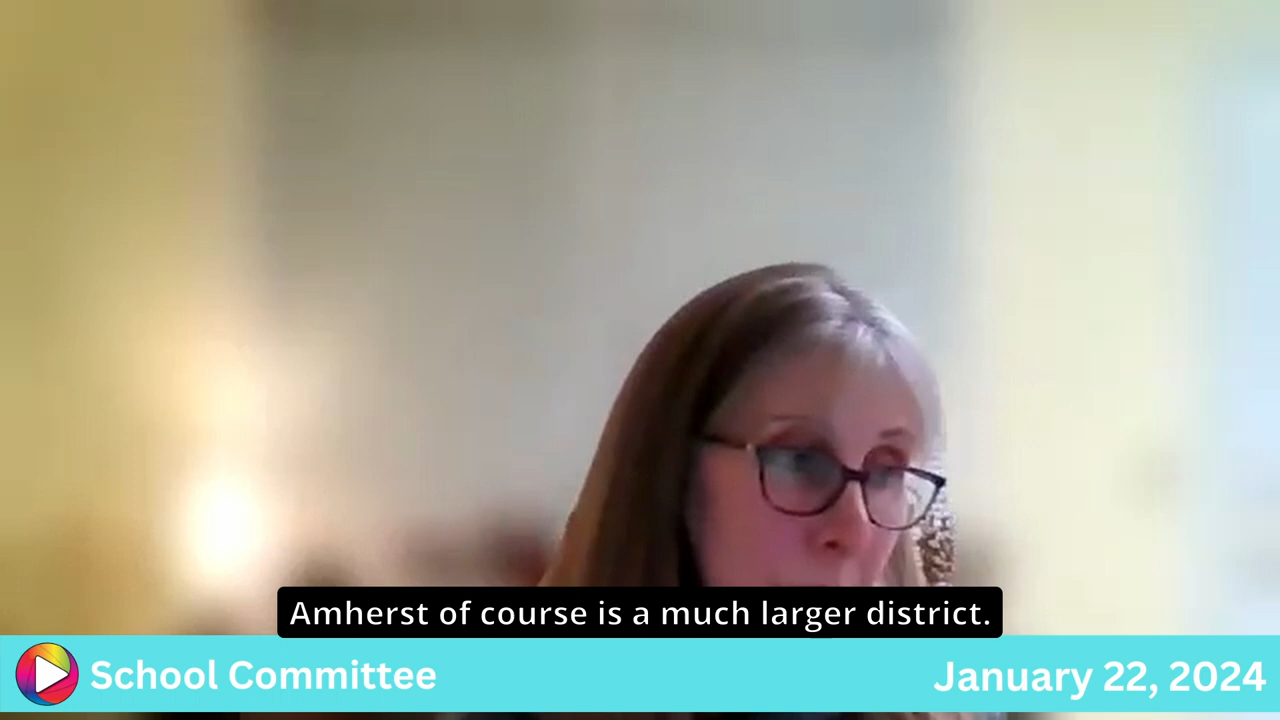 Amherst of course is a much larger district.
School Committee
January 22, 2024